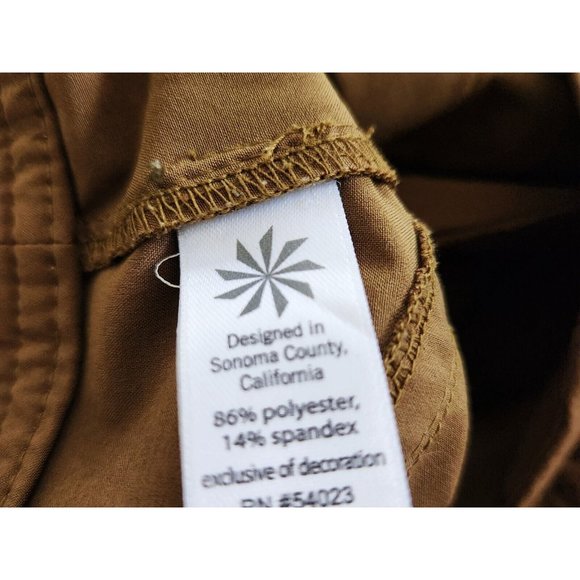 Designed in
Sonoma County,
California
86% polyester,
14% spandex
exclusive of decoration
RN #54023